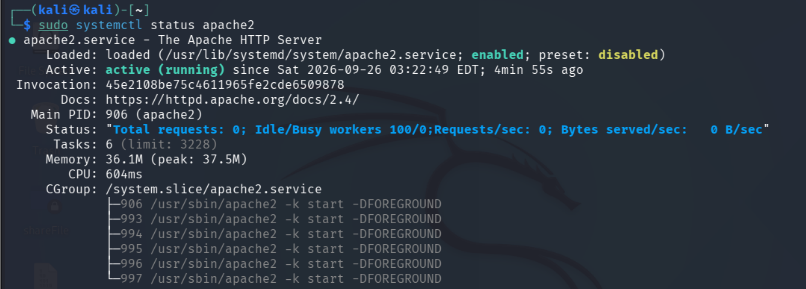 ┌──(kali㉿kali)-[~]
└─$ sudo systemctl status apache2
● apache2.service - The Apache HTTP Server
     Loaded: loaded (/usr/lib/systemd/system/apache2.service; enabled; preset: disabled)
     Active: active (running) since Sat 2026-09-26 03:22:49 EDT; 4min 55s ago
 Invocation: 45e2108be75c4611965fe2cde6509878
       Docs: https://httpd.apache.org/docs/2.4/
   Main PID: 906 (apache2)
     Status: "Total requests: 0; Idle/Busy workers 100/0;Requests/sec: 0; Bytes served/sec:   0 B/sec"
      Tasks: 6 (limit: 3228)
     Memory: 36.1M (peak: 37.5M)
        CPU: 604ms
     CGroup: /system.slice/apache2.service
             ├─906 /usr/sbin/apache2 -k start -DFOREGROUND
             ├─993 /usr/sbin/apache2 -k start -DFOREGROUND
             ├─994 /usr/sbin/apache2 -k start -DFOREGROUND
             ├─995 /usr/sbin/apache2 -k start -DFOREGROUND
             ├─996 /usr/sbin/apache2 -k start -DFOREGROUND
             └─997 /usr/sbin/apache2 -k start -DFOREGROUND